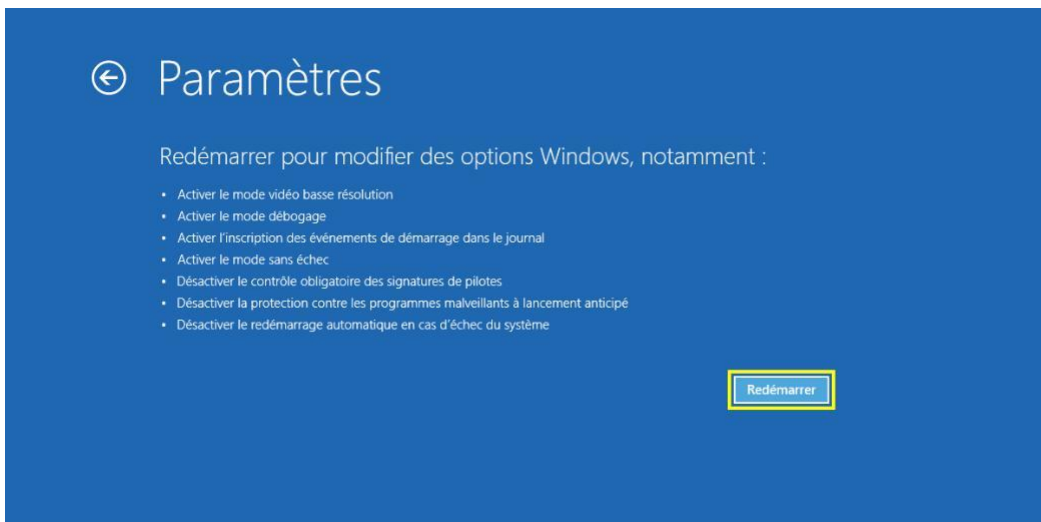 Paramètres
Redémarrer pour modifier des options Windows, notamment :
• Activer le mode vidéo basse résolution
• Activer le mode débogage
• Activer l'inscription des événements de démarrage dans le journal
• Activer le mode sans échec
• Désactiver le contrôle obligatoire des signatures de pilotes
• Désactiver la protection contre les programmes malveillants à lancement anticipé
• Désactiver le redémarrage automatique en cas d'échec du système
Redémarrer